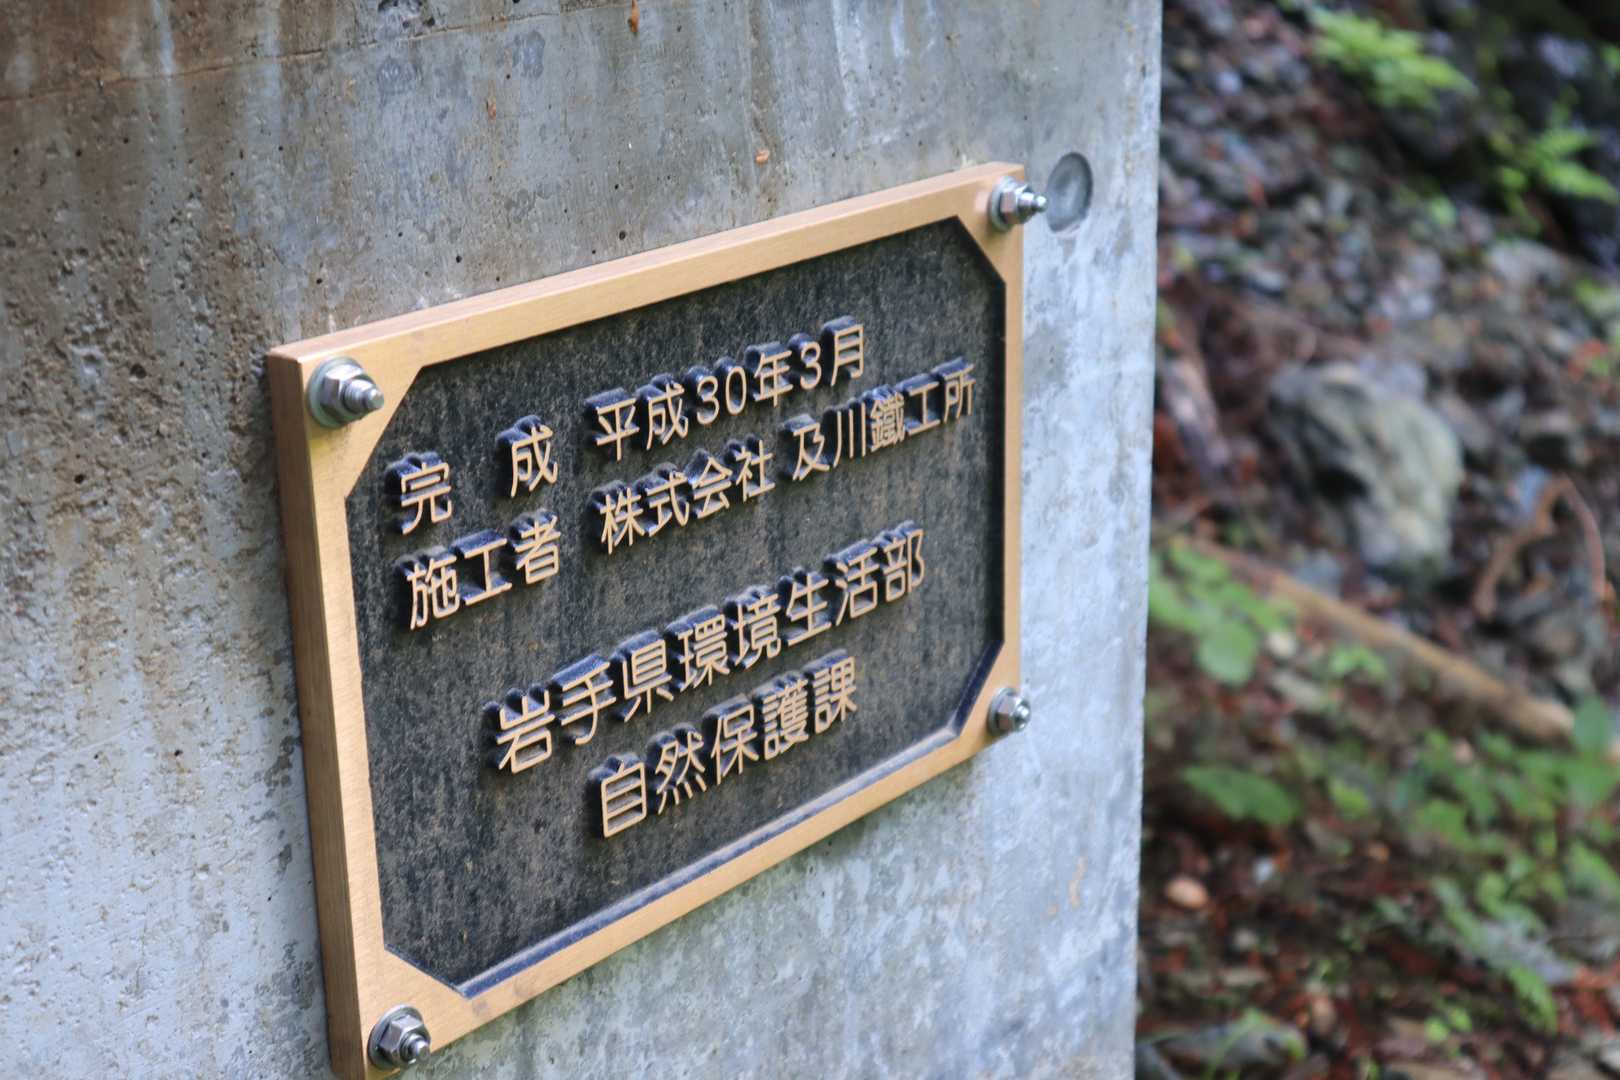 完成 平成30年3月
施工者 株式会社 及川鐵工所
岩手県環境生活部
自然保護課